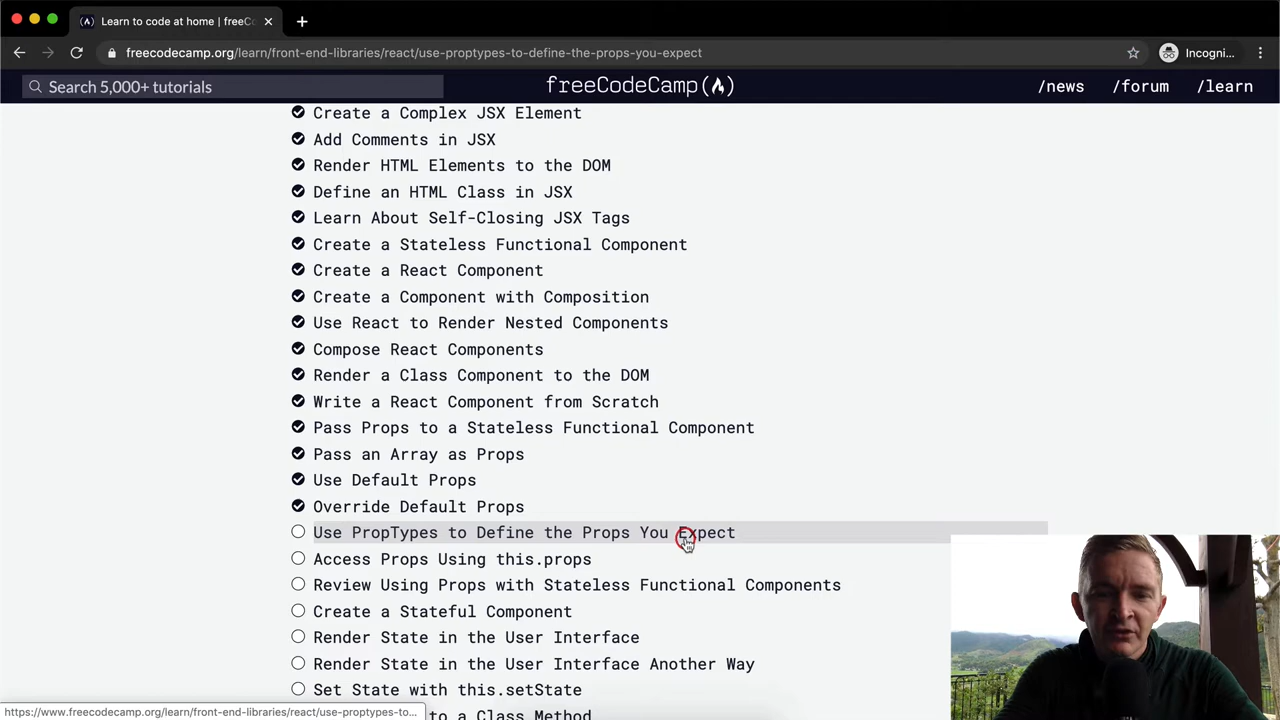 Learn to code at home | freeCo
freecodecamp.org/learn/front-end-libraries/react/use-proptypes-to-define-the-props-you-expect
Incogni...
Search 5,000+ tutorials
freeCodeCamp
/news
/forum
/learn
Create a Complex JSX Element
Add Comments in JSX
Render HTML Elements to the DOM
Define an HTML Class in JSX
Learn About Self-Closing JSX Tags
Create a Stateless Functional Component
Create a React Component
Create a Component with Composition
Use React to Render Nested Components
Compose React Components
Render a Class Component to the DOM
Write a React Component from Scratch
Pass Props to a Stateless Functional Component
Pass an Array as Props
Use Default Props
Override Default Props
Use PropTypes to Define the Props You Expect
Access Props Using this.props
Review Using Props with Stateless Functional Components
Create a Stateful Component
Render State in the User Interface
Render State in the User Interface Another Way
Set State with this.setState
to a Class Method
https://www.freecodecamp.org/learn/front-end-libraries/react/use-proptypes-to...